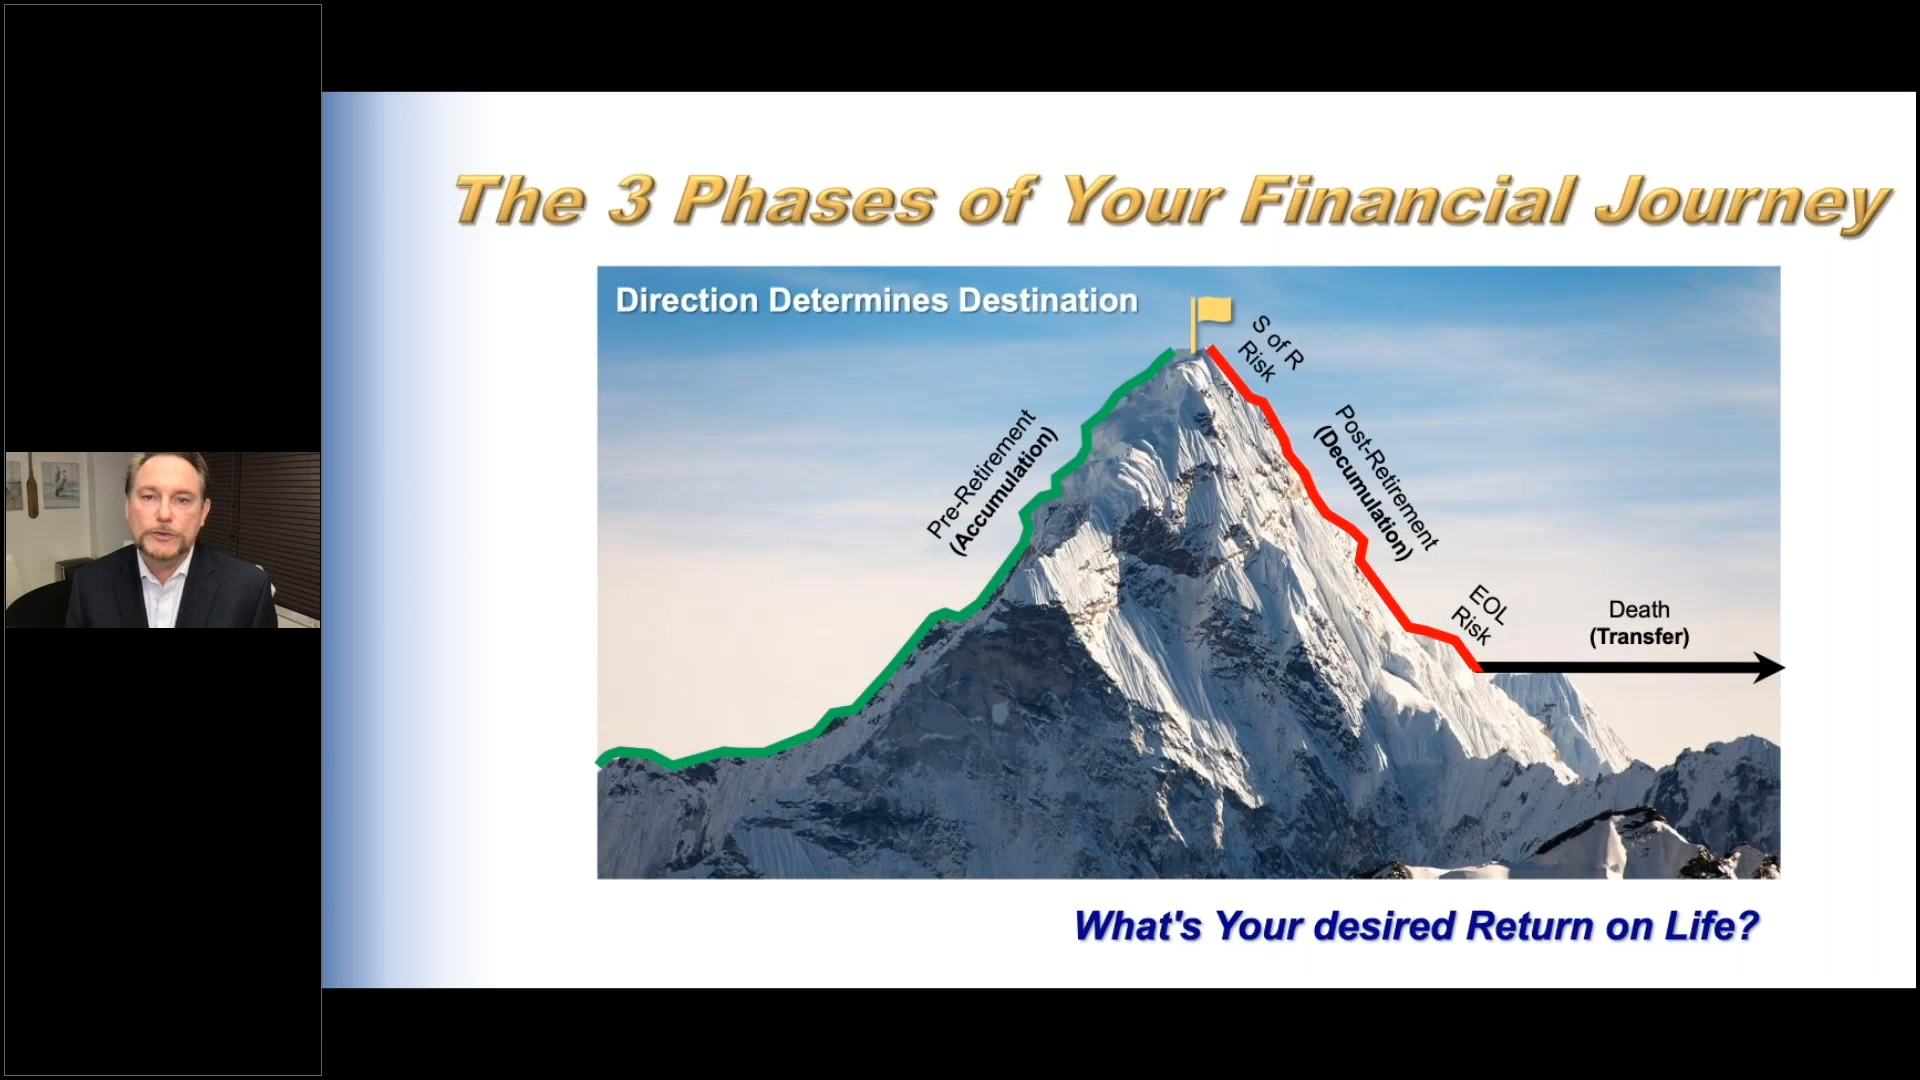 The 3 Phases of Your Financial Journey
Direction Determines Destination
S of R
Risk
Pre-Retirement
(Accumulation)
Post-Retirement
(Decumulation)
EOL
Risk
Death
(Transfer)
What's Your desired Return on Life?